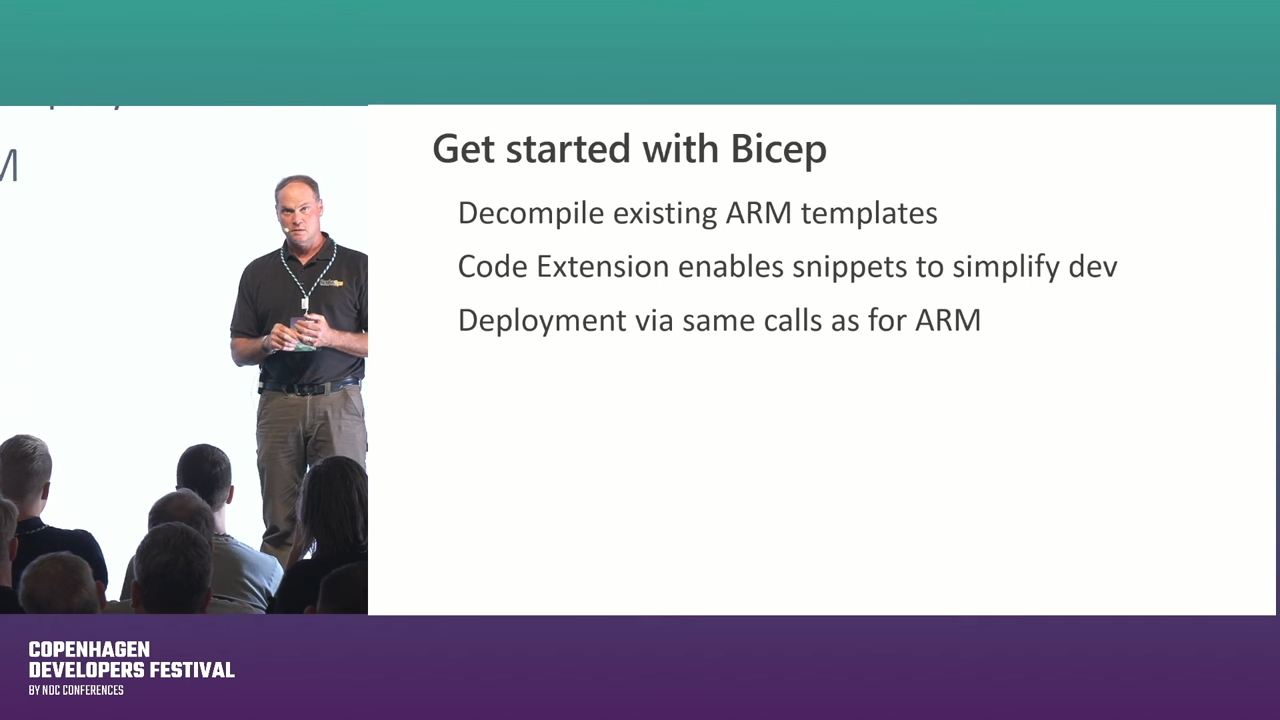 M
Get started with Bicep
Decompile existing ARM templates
Code Extension enables snippets to simplify dev
Deployment via same calls as for ARM
COPENHAGEN
DEVELOPERS FESTIVAL
BY NDC CONFERENCES